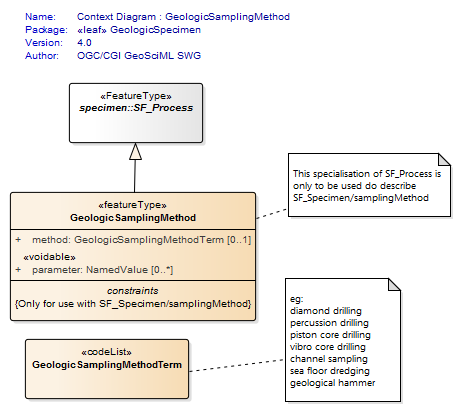 Name: Context Diagram : GeologicSamplingMethod
Package: «leaf» GeologicSpecimen
Version: 4.0
Author: OGC/CGI GeoSciML SWG
«FeatureType»
specimen::SF_Process
This specialisation of SF_Process is
only to be used do describe
SF_Specimen/samplingMethod
«featureType»
GeologicSamplingMethod
+ method: GeologicSamplingMethodTerm [0..1]
«voidable»
+ parameter: NamedValue [0..*]
constraints
{Only for use with SF_Specimen/samplingMethod}
«codeList»
GeologicSamplingMethodTerm
eg:
diamond drilling
percussion drilling
piston core drilling
vibro core drilling
channel sampling
sea floor dredging
geological hammer